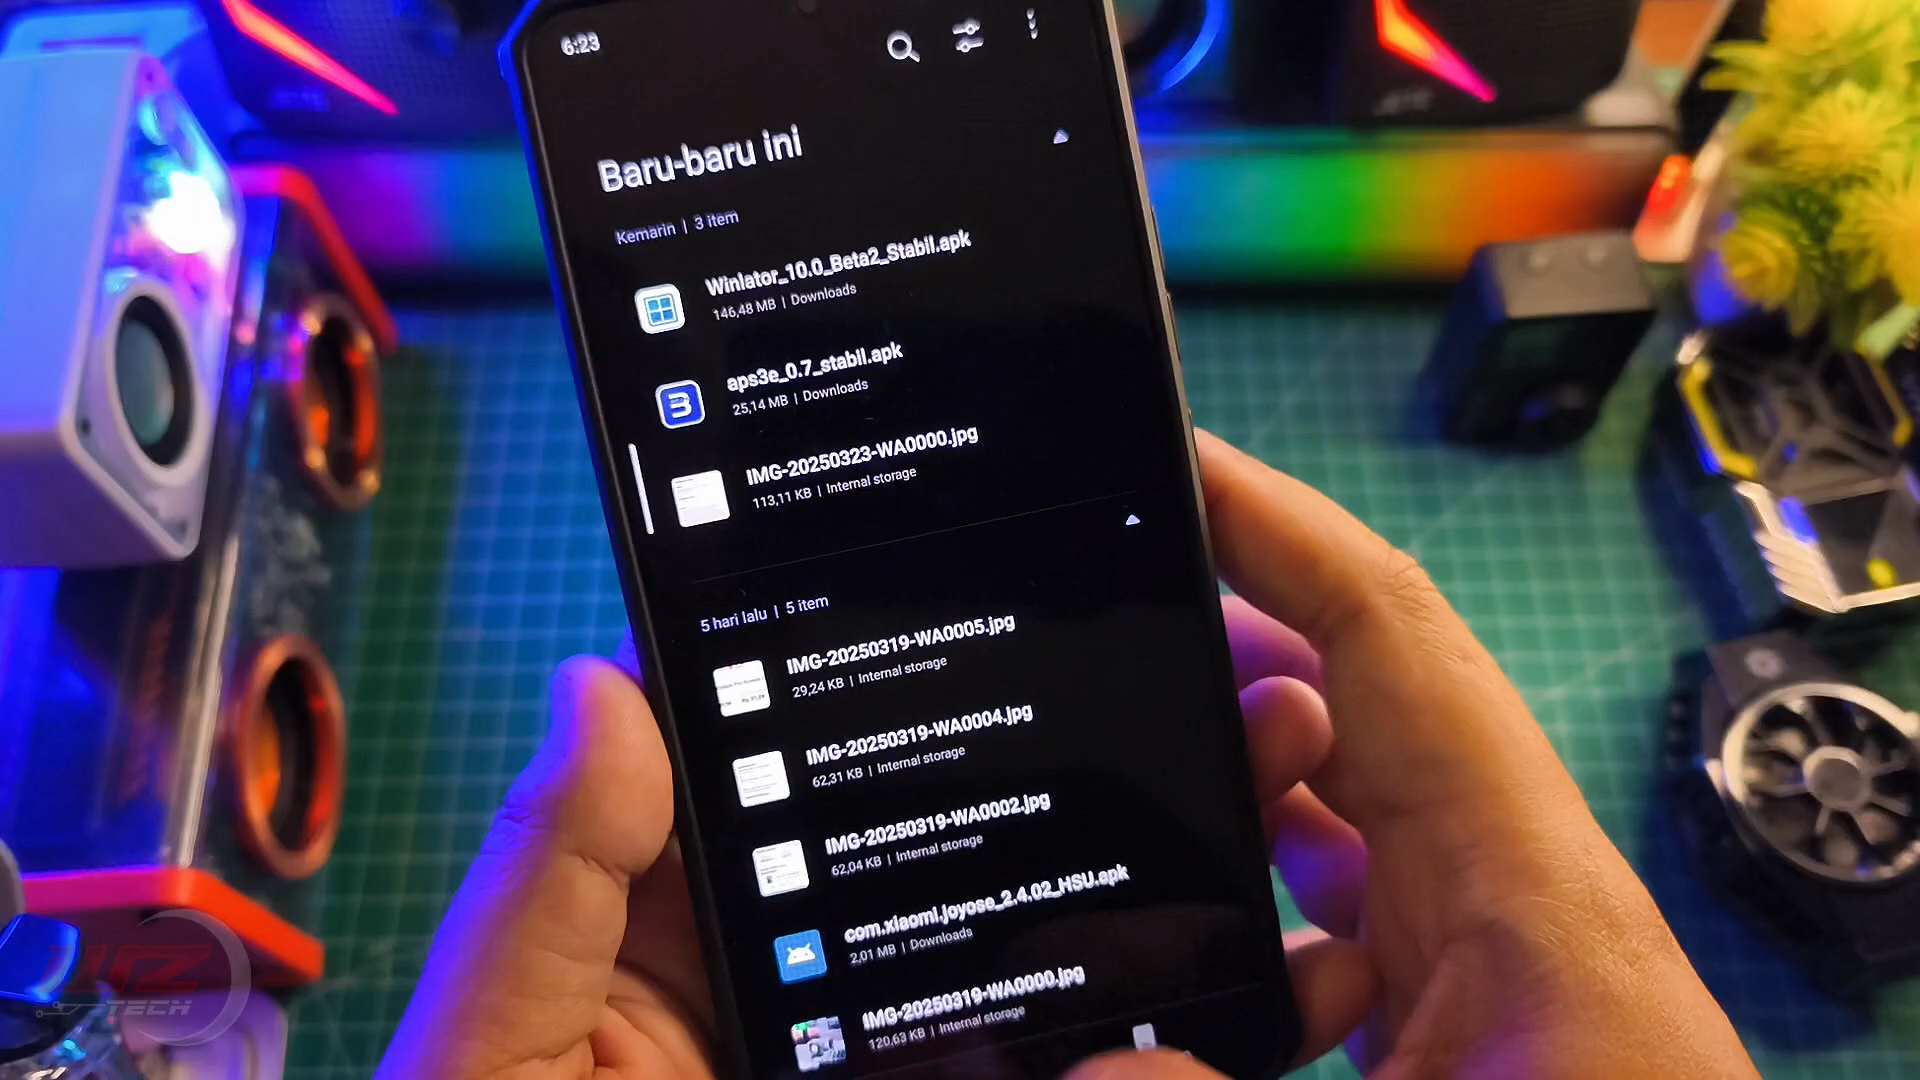 6:23
Baru-baru ini
Kemarin | 3 item
Winlator_10.0_Beta2_Stabil.apk
146,48 MB | Downloads
aps3e_0.7_stabil.apk
25,14 MB | Downloads
IMG-20250323-WA0000.jpg
113,11 KB | Internal storage
5 hari lalu | 5 item
IMG-20250319-WA0005.jpg
29,24 KB | Internal storage
IMG-20250319-WA0004.jpg
62,31 KB | Internal storage
IMG-20250319-WA0002.jpg
62,04 KB | Internal storage
com.xiaomi.joyose_2.4.02_HSU.apk
2,01 MB | Downloads
IMG-20250319-WA0000.jpg
120,63 KB | Internal storage
TECH